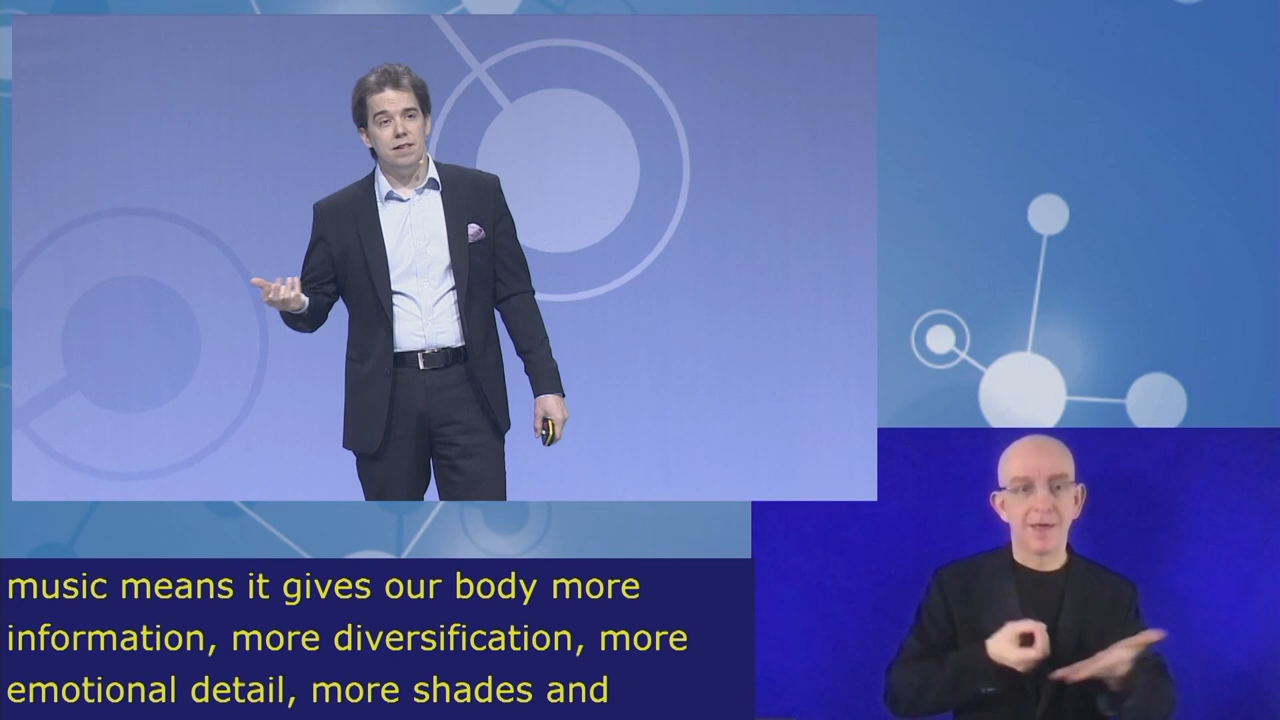 music means it gives our body more
information, more diversification, more
emotional detail, more shades and